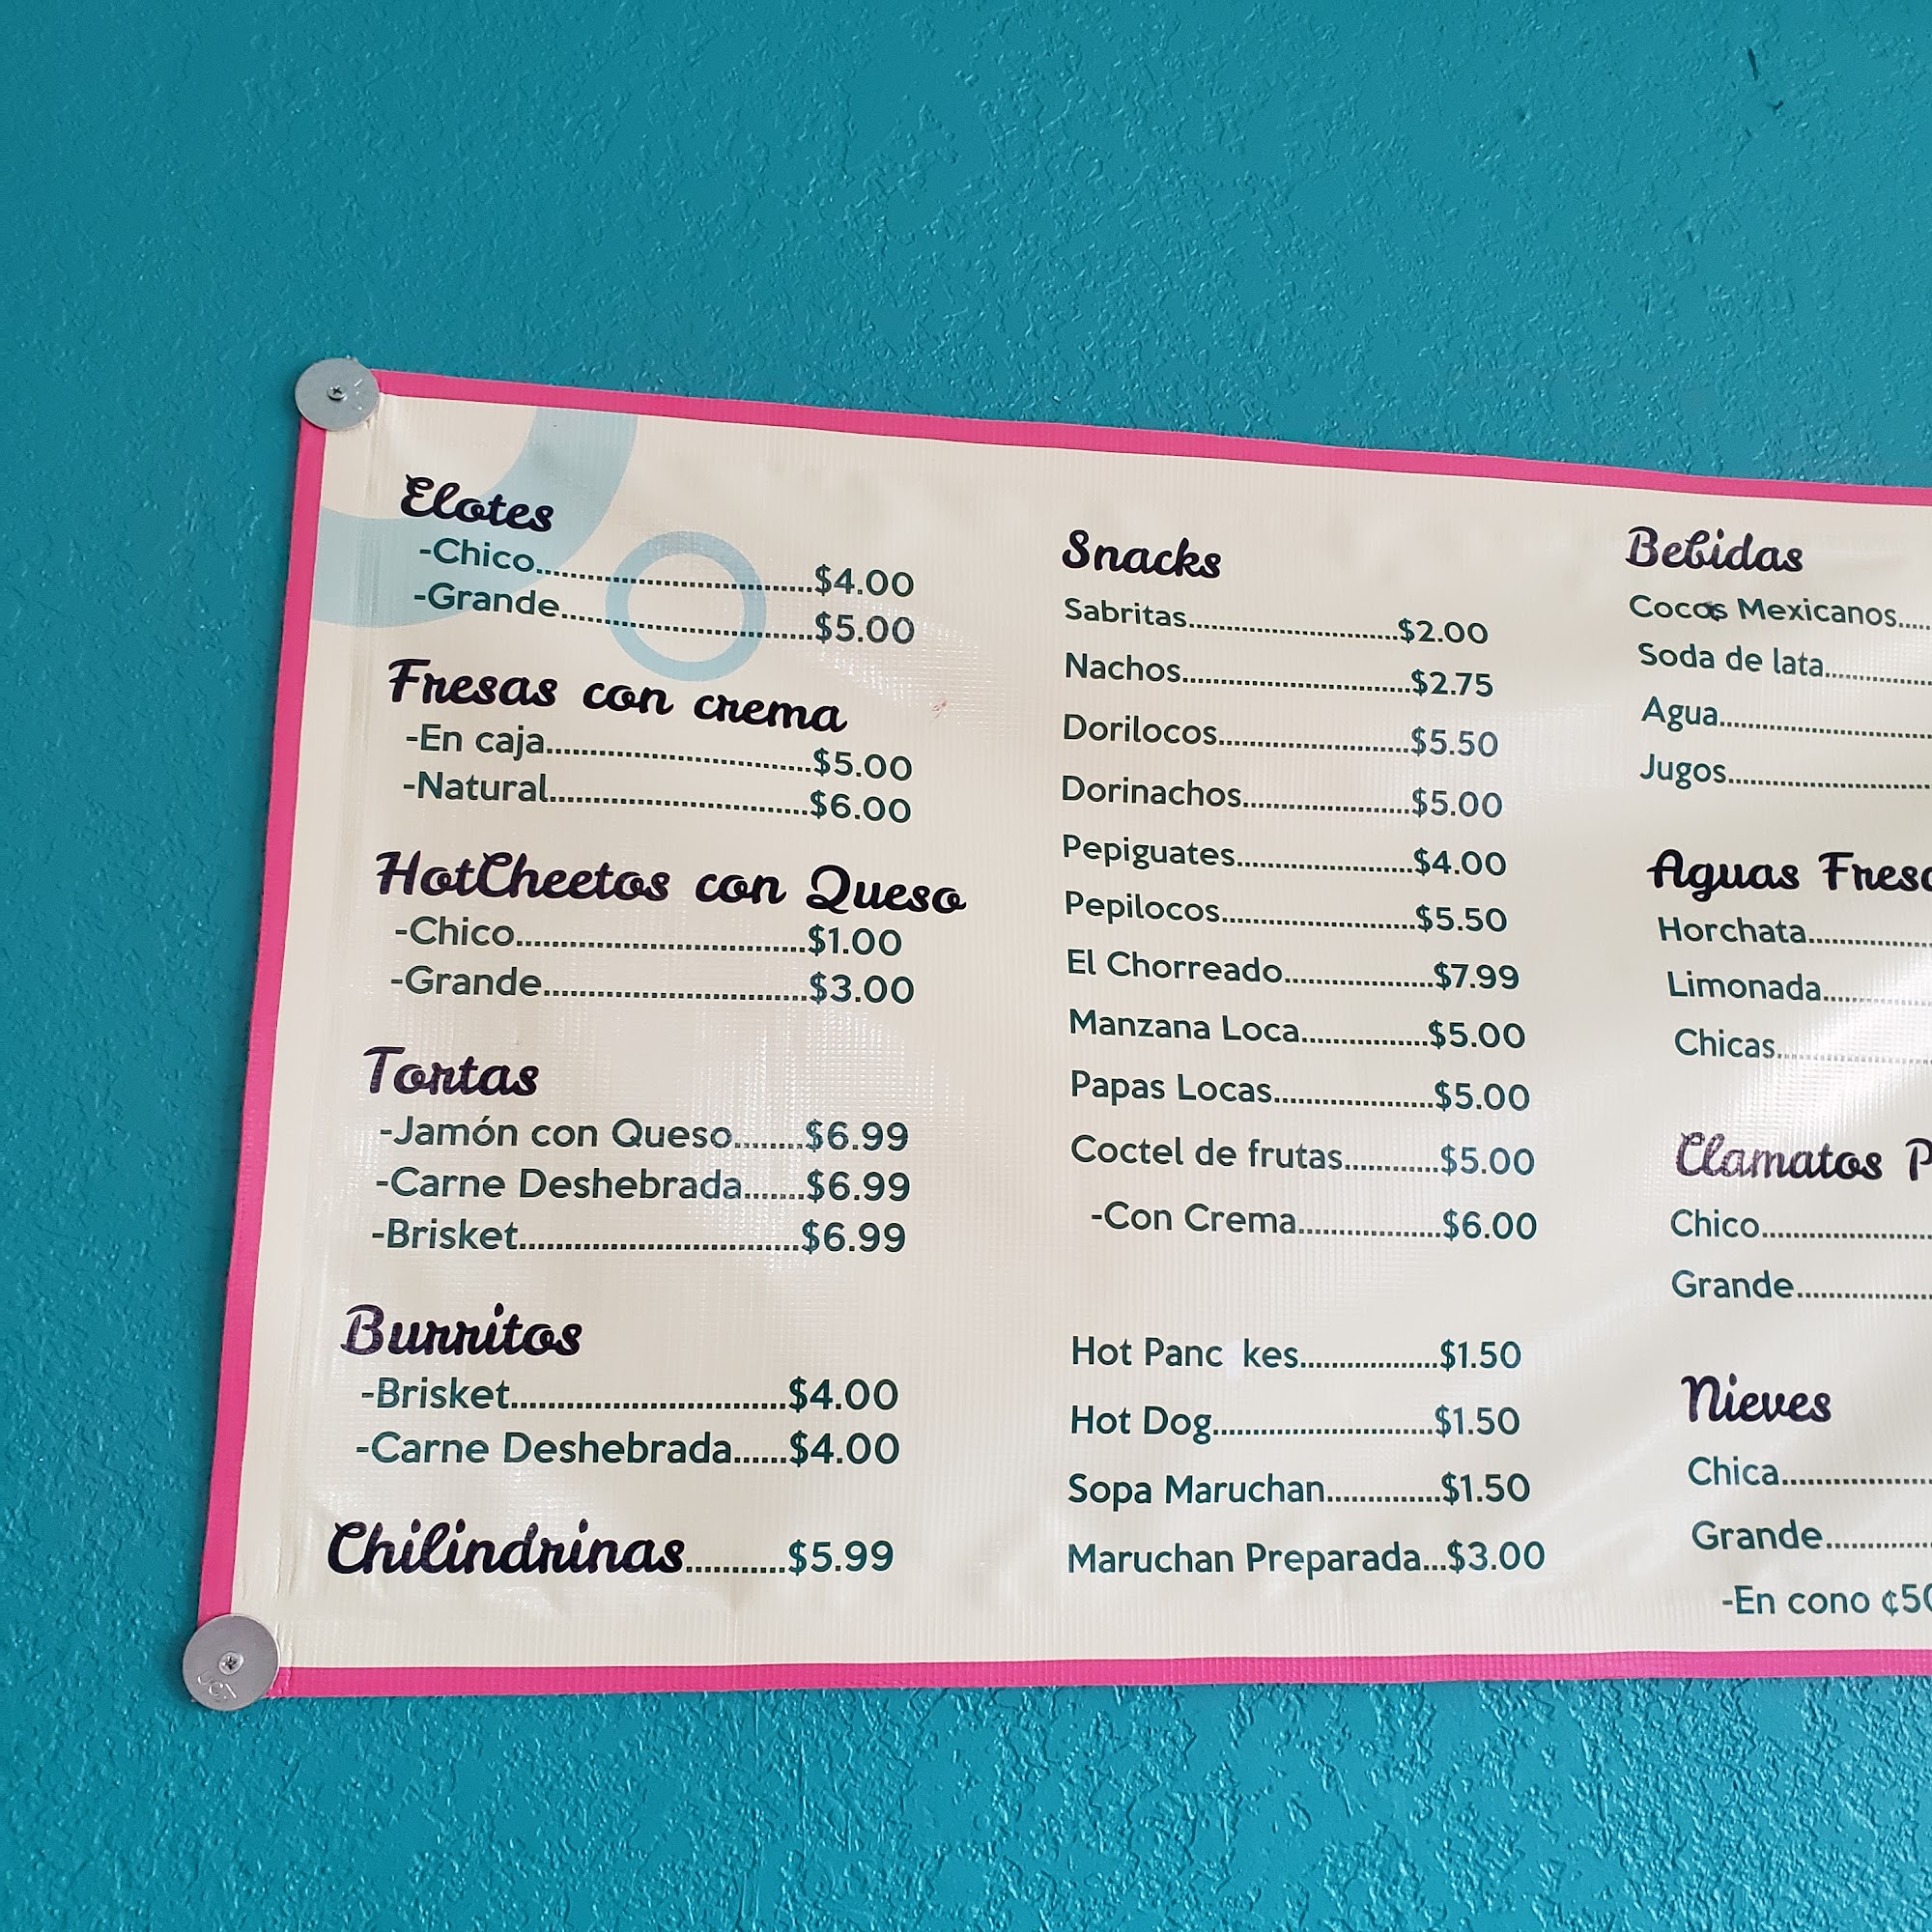 Elotes
-Chico..............................$4.00
-Grande...........................$5.00
Fresas con crema
-En caja.............................$5.00
-Natural............................$6.00
HotCheetos con Queso
-Chico................................$1.00
-Grande.............................$3.00
Tortas
-Jamón con Queso........$6.99
-Carne Deshebrada.......$6.99
-Brisket...............................$6.99
Burritos
-Brisket...............................$4.00
-Carne Deshebrada......$4.00
Chilindrinas...........$5.99
Snacks
Sabritas.........................$2.00
Nachos..........................$2.75
Dorilocos......................$5.50
Dorinachos...................$5.00
Pepiguates....................$4.00
Pepilocos......................$5.50
El Chorreado.................$7.99
Manzana Loca..............$5.00
Papas Locas..................$5.00
Coctel de frutas...........$5.00
-Con Crema................$6.00
Hot Panc kes................$1.50
Hot Dog.........................$1.50
Sopa Maruchan.............$1.50
Maruchan Preparada...$3.00
Bebidas
Cocos Mexicanos....
Soda de lata............
Agua........................
Jugos.......................
Aguas Fresc
Horchata..............
Limonada............
Chicas..................
Clamatos P
Chico....................
Grande................
Nieves
Chica..................
Grande..............
-En cono ¢50